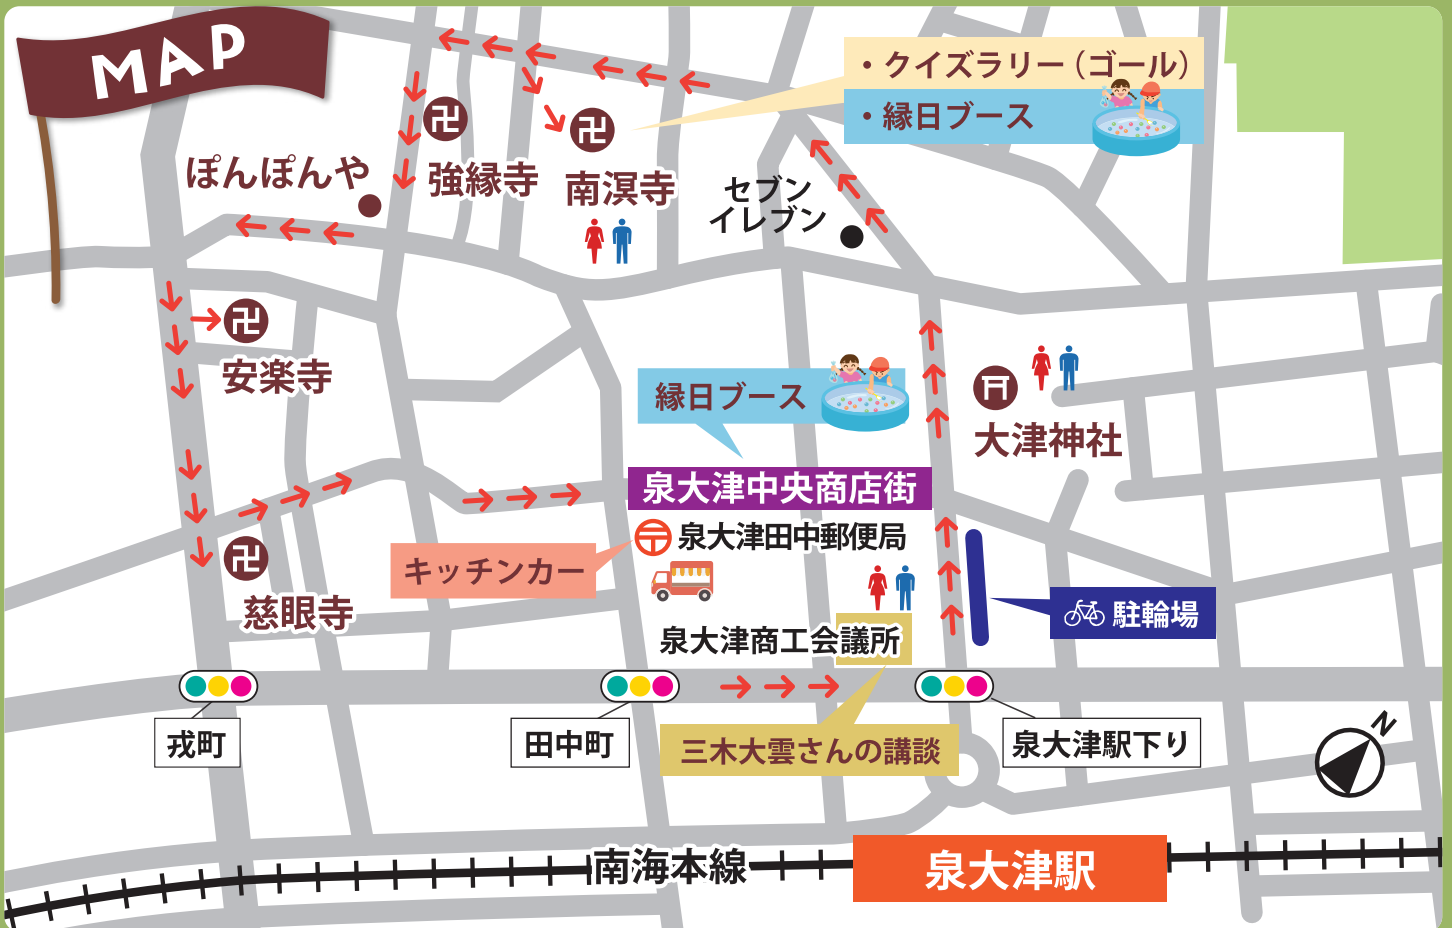 MAP
・クイズラリー（ゴール）
・縁日ブース
ぽんぽんや
強縁寺
南溟寺
セブン
イレブン
安楽寺
縁日ブース
大津神社
泉大津中央商店街
泉大津田中郵便局
キッチンカー
慈眼寺
駐輪場
泉大津商工会議所
戎町
田中町
三木大雲さんの講談
泉大津駅下り
N
南海本線
泉大津駅